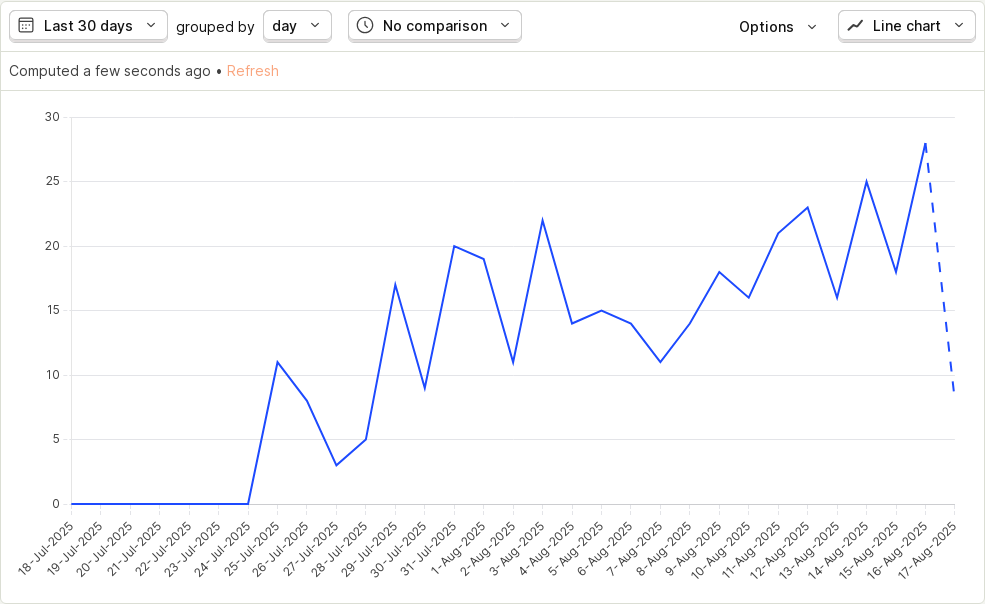 Last 30 days grouped by day No comparison Options Line chart
Computed a few seconds ago • Refresh
30
25
20
15
10
5
0
18-Jul-2025 19-Jul-2025 20-Jul-2025 21-Jul-2025 22-Jul-2025 23-Jul-2025 24-Jul-2025 25-Jul-2025 26-Jul-2025 27-Jul-2025 28-Jul-2025 29-Jul-2025 30-Jul-2025 31-Jul-2025 1-Aug-2025 2-Aug-2025 3-Aug-2025 4-Aug-2025 5-Aug-2025 6-Aug-2025 7-Aug-2025 8-Aug-2025 9-Aug-2025 10-Aug-2025 11-Aug-2025 12-Aug-2025 13-Aug-2025 14-Aug-2025 15-Aug-2025 16-Aug-2025 17-Aug-2025